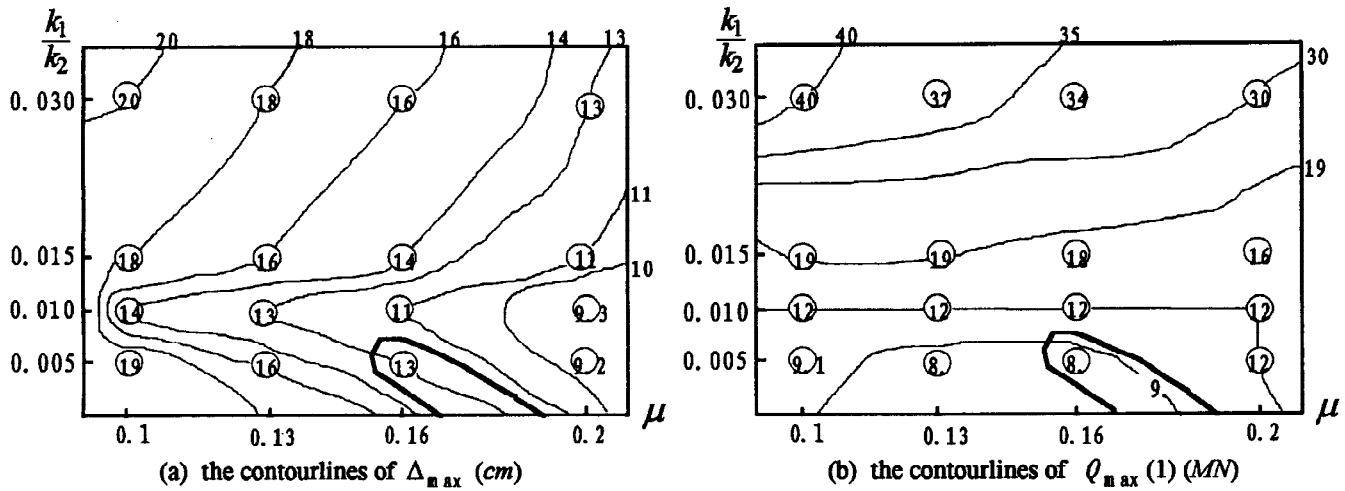 k₁/k₂
20 18 16 14 13
0.030 20 18 16 13
11
0.015 18 16 14 11
10
0.010 14 13 11 9.3
0.005 19 16 13 9.2
0.1 0.13 0.16 0.2 μ
(a) the contourlines of Δmax (cm)
k₁/k₂
40 35
30
0.030 40 37 34 30
19
0.015 19 19 18 16
0.010 12 12 12 12
0.005 9.1 8. 8. 12
9.
0.1 0.13 0.16 0.2 μ
(b) the contourlines of Qmax (1) (MN)